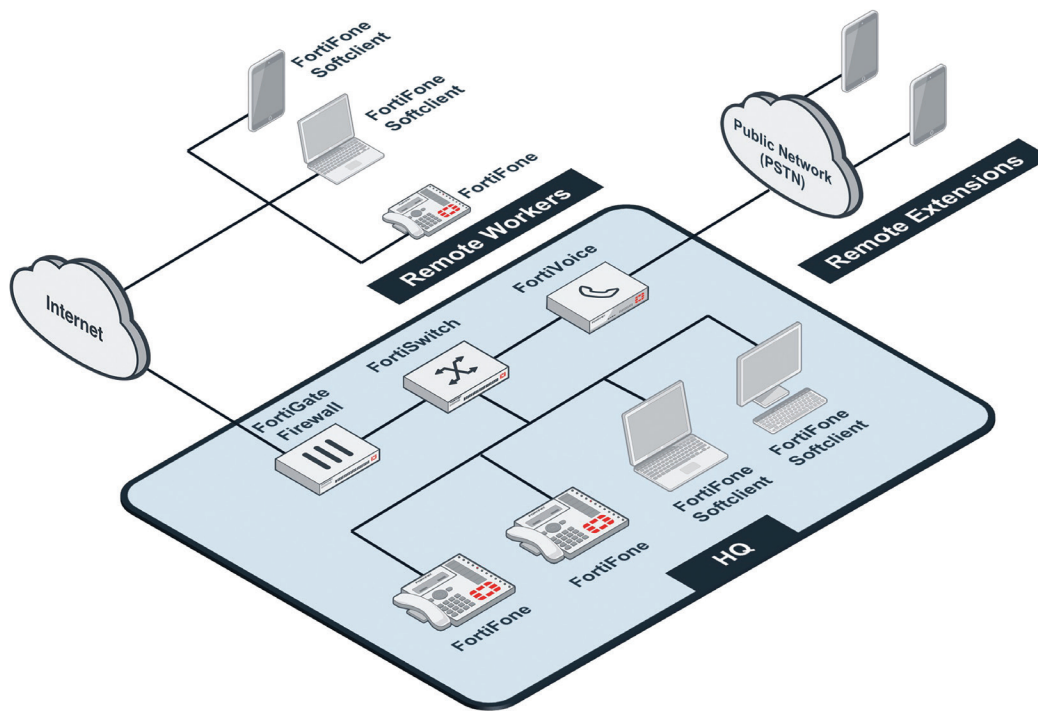 FortiFone
Softclient
FortiFone
Softclient
FortiFone
Remote Workers
Public Network
(PSTN)
Remote Extensions
Internet
FortiVoice
FortiSwitch
FortiGate
Firewall
FortiFone
Softclient
FortiFone
Softclient
FortiFone
FortiFone
HQ